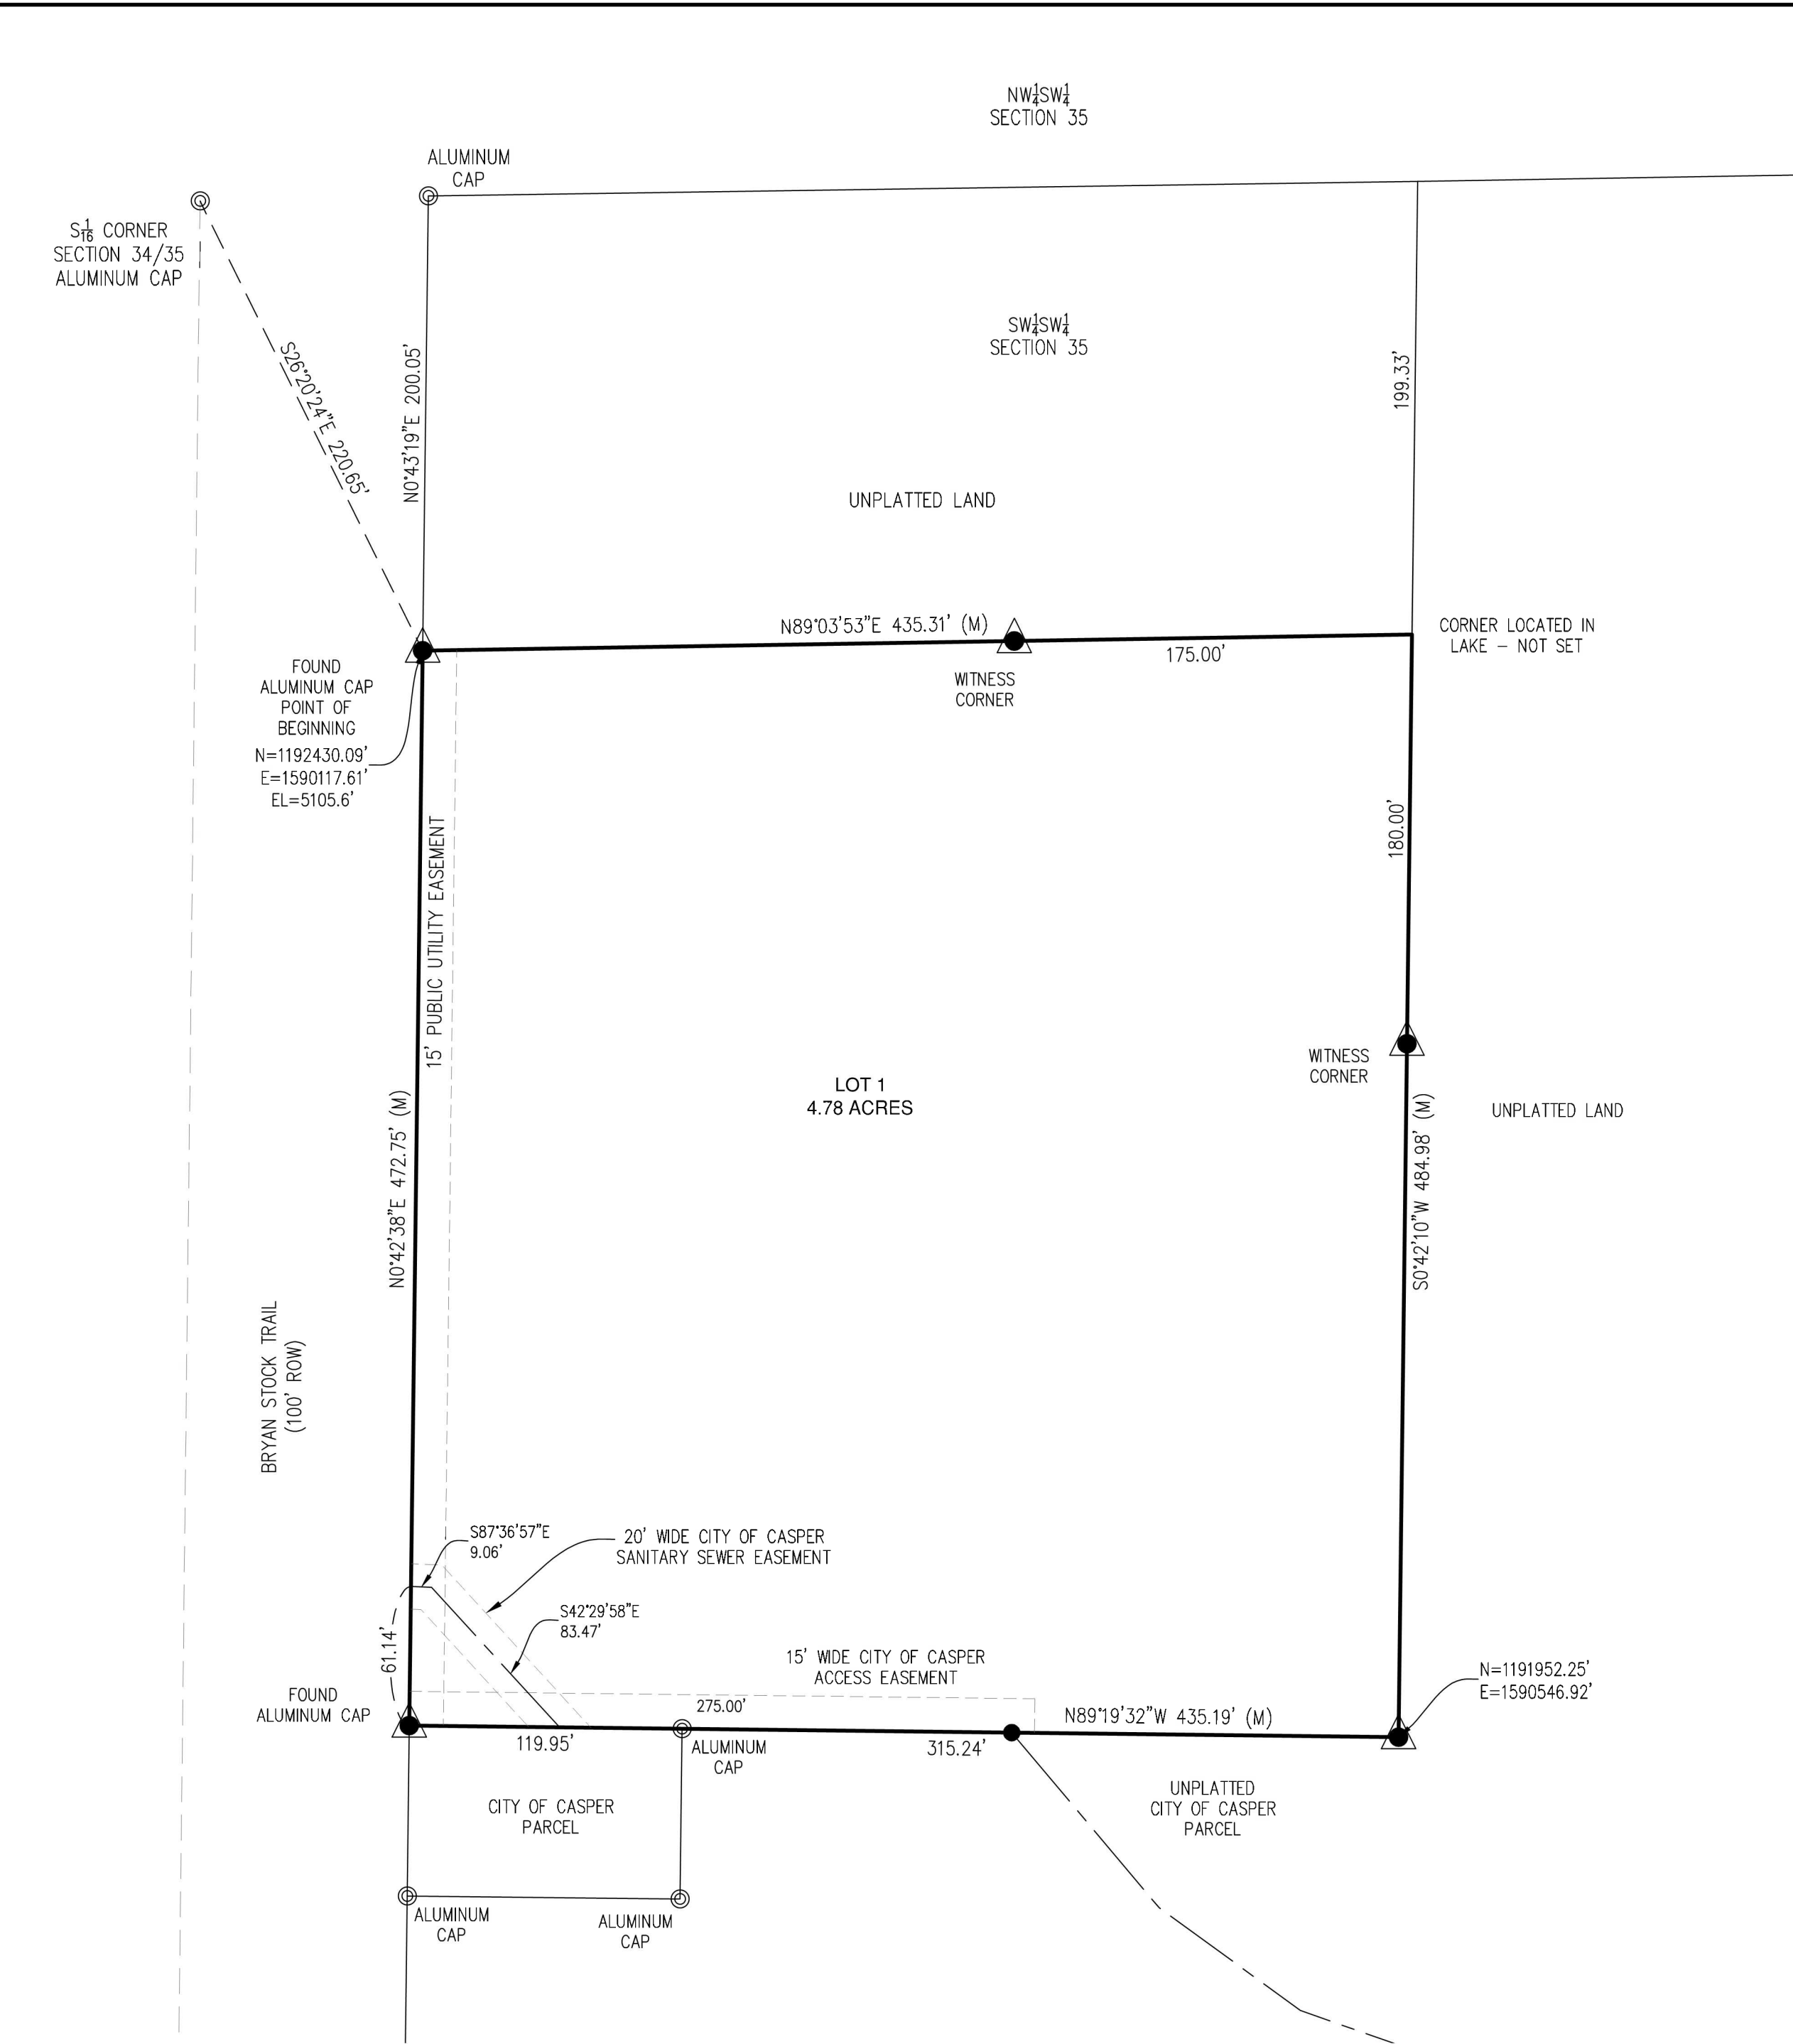 NW¼SW¼
SECTION 35
ALUMINUM
CAP
S1/16 CORNER
SECTION 34/35
ALUMINUM CAP
SW¼SW¼
SECTION 35
S26°20'24"E 220.65'
N0°43'19"E 200.05'
199.33'
UNPLATTED LAND
N89°03'53"E 435.31' (M)
175.00'
CORNER LOCATED IN
LAKE – NOT SET
WITNESS
CORNER
FOUND
ALUMINUM CAP
POINT OF
BEGINNING
N=1192430.09'
E=1590117.61'
EL=5105.6'
15' PUBLIC UTILITY EASEMENT
180.00'
WITNESS
CORNER
LOT 1
4.78 ACRES
UNPLATTED LAND
N0°42'38"E 472.75' (M)
S0°42'10"W 484.98' (M)
BRYAN STOCK TRAIL
(100' ROW)
S87°36'57"E
9.06'
20' WIDE CITY OF CASPER
SANITARY SEWER EASEMENT
S42°29'58"E
83.47'
61.14'
15' WIDE CITY OF CASPER
ACCESS EASEMENT
N=1191952.25'
E=1590546.92'
FOUND
ALUMINUM CAP
275.00'
N89°19'32"W 435.19' (M)
119.95'
ALUMINUM
CAP
315.24'
CITY OF CASPER
PARCEL
UNPLATTED
CITY OF CASPER
PARCEL
ALUMINUM
CAP
ALUMINUM
CAP